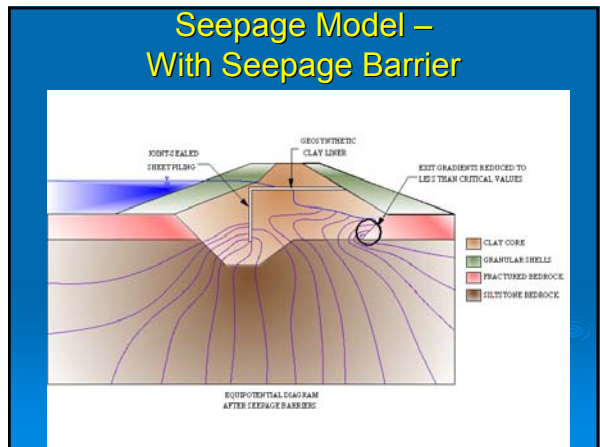 Seepage Model –
With Seepage Barrier
GEOSYNTHETIC
CLAY LINER
JOINT-SEALED
SHEET PILING
EXIT GRADIENTS REDUCED TO
LESS THAN CRITICAL VALUES
CLAY CORE
GRANULAR SHELLS
FRACTURED BEDROCK
SILTSTONE BEDROCK
EQUIPOTENTIAL DIAGRAM
AFTER SEEPAGE BARRIERS